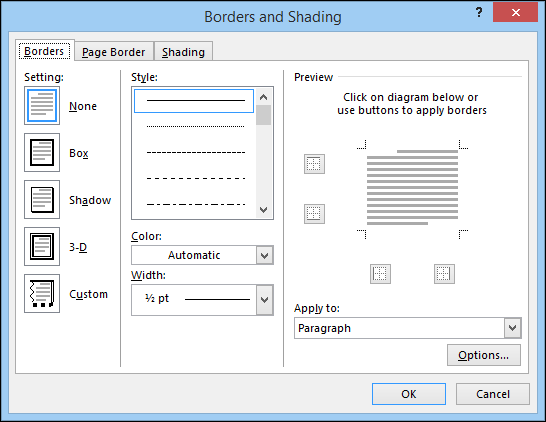 Borders and Shading
?
Borders
Page Border
Shading
Setting:
None
Box
Shadow
3-D
Custom
Style:
Color:
Automatic
Width:
½ pt
Preview
Click on diagram below or
use buttons to apply borders
Apply to:
Paragraph
Options...
OK
Cancel